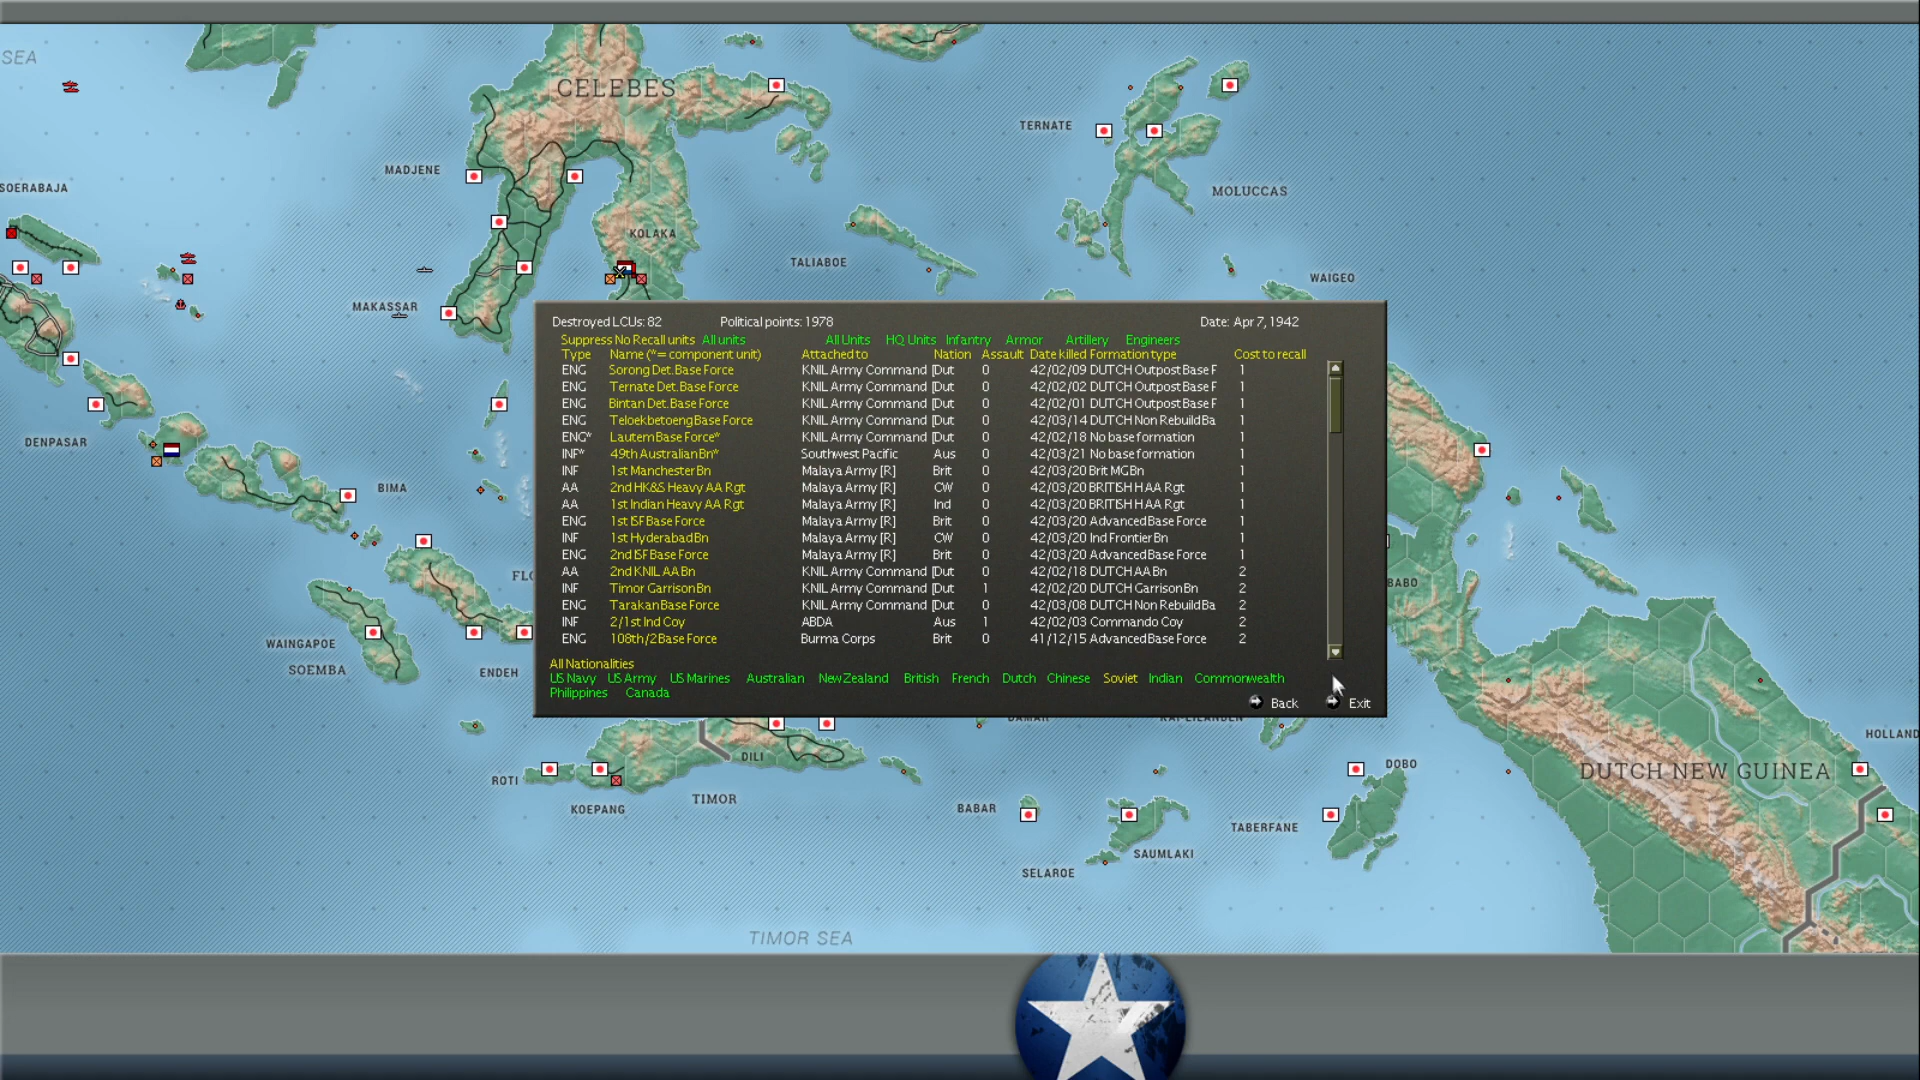 SEA
CELEBES
TERNATE
MADJENE
MOLUCCAS
SOERABAJA
KOLAKA
TALIABOE
WAIGEO
MAKASSAR
Destroyed LCUs: 82 Political points: 1978 Date: Apr 7, 1942
Suppress No Recall units All units All Units HQ Units Infantry Armor Artillery Engineers
Type Name (*= component unit) Attached to Nation Assault Date killed Formation type Cost to recall
ENG Sorong Det. Base Force KNIL Army Command [Dut 0 42/02/09 DUTCH Outpost Base F 1
ENG Ternate Det. Base Force KNIL Army Command [Dut 0 42/02/02 DUTCH Outpost Base F 1
ENG Bintan Det. Base Force KNIL Army Command [Dut 0 42/02/01 DUTCH Outpost Base F 1
ENG Teloekbetoeng Base Force KNIL Army Command [Dut 0 42/03/14 DUTCH Non Rebuild Ba 1
ENG* Lautem Base Force* KNIL Army Command [Dut 0 42/02/18 No base formation 1
INF* 49th Australian Bn* Southwest Pacific Aus 0 42/03/21 No base formation 1
INF 1st Manchester Bn Malaya Army [R] Brit 0 42/03/20 Brit MG Bn 1
AA 2nd HK&S Heavy AA Rgt Malaya Army [R] CW 0 42/03/20 BRITISH HAA Rgt 1
AA 1st Indian Heavy AA Rgt Malaya Army [R] Ind 0 42/03/20 BRITISH HAA Rgt 1
ENG 1st ISF Base Force Malaya Army [R] Brit 0 42/03/20 Advanced Base Force 1
INF 1st Hyderabad Bn Malaya Army [R] CW 0 42/03/20 Ind Frontier Bn 1
ENG 2nd ISF Base Force Malaya Army [R] Brit 0 42/03/20 Advanced Base Force 1
AA 2nd KNIL AA Bn KNIL Army Command [Dut 0 42/02/18 DUTCH AA Bn 2
INF Timor Garrison Bn KNIL Army Command [Dut 1 42/02/20 DUTCH Garrison Bn 2
ENG Tarakan Base Force KNIL Army Command [Dut 0 42/03/08 DUTCH Non Rebuild Ba 2
INF 2/1st Ind Coy ABDA Aus 1 42/02/03 Commando Coy 2
ENG 108th/2 Base Force Burma Corps Brit 0 41/12/15 Advanced Base Force 2
All Nationalities
US Navy US Army US Marines Australian New Zealand British French Dutch Chinese Soviet Indian Commonwealth
Philippines Canada
Back Exit
DENPASAR
BIMA
FLO
BABO
WAINGAPOE
SOEMBA
ENDEH
DAMAR
KAI-EILANDEN
HOLLAND
DILI
ROTI
DOBO
DUTCH NEW GUINEA
TIMOR
KOEPANG
BABAR
TABERFANE
SAUMLAKI
SELAROE
TIMOR SEA